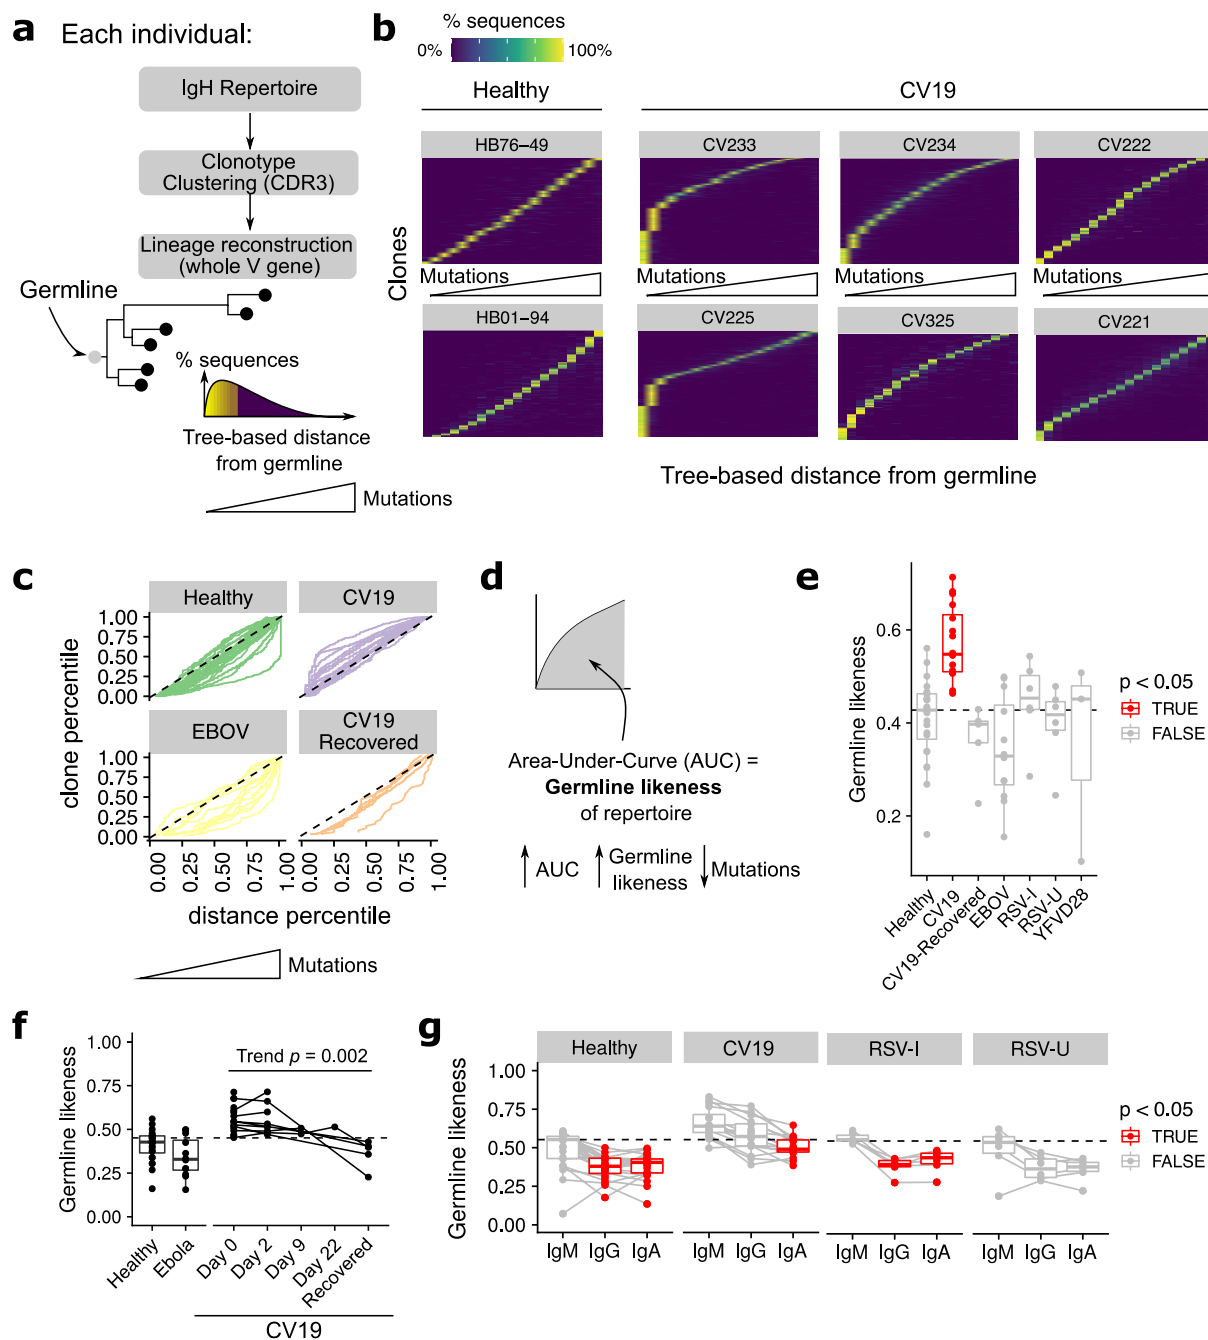 a Each individual:
IgH Repertoire
Clonotype
Clustering (CDR3)
Lineage reconstruction
(whole V gene)
Germline
% sequences
Tree-based distance
from germline
Mutations
b
% sequences
0% 100%
Healthy CV19
Clones
HB76–49 CV233 CV234 CV222
Mutations Mutations Mutations Mutations
HB01–94 CV225 CV325 CV221
Tree-based distance from germline
c
Healthy CV19
EBOV CV19
Recovered
clone percentile
1.00
0.75
0.50
0.25
0.00
1.00
0.75
0.50
0.25
0.00
0.00 0.25 0.50 0.75 1.00 0.00 0.25 0.50 0.75 1.00
distance percentile
Mutations
d
Area-Under-Curve (AUC) =
Germline likeness
of repertoire
AUC Germline likeness Mutations
e
Germline likeness
0.6
0.4
0.2
Healthy
CV19
CV19-Recovered
EBOV
RSV-I
RSV-U
YFVD28
p < 0.05
TRUE
FALSE
f
Germline likeness
1.00
0.75
0.50
0.25
0.00
Trend p = 0.002
Healthy
Ebola
Day 0
Day 2
Day 9
Day 22
Recovered
CV19
g
Germline likeness
1.00
0.75
0.50
0.25
0.00
Healthy CV19 RSV-I RSV-U
IgM IgG IgA IgM IgG IgA IgM IgG IgA IgM IgG IgA
p < 0.05
TRUE
FALSE